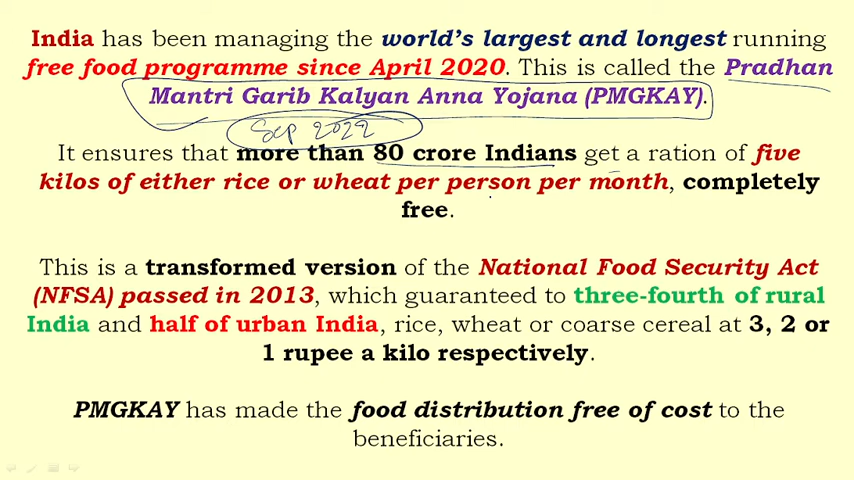 India has been managing the world's largest and longest running
free food programme since April 2020. This is called the Pradhan
Mantri Garib Kalyan Anna Yojana (PMGKAY).
Sep 2022
It ensures that more than 80 crore Indians get a ration of five
kilos of either rice or wheat per person per month, completely
free.
This is a transformed version of the National Food Security Act
(NFSA) passed in 2013, which guaranteed to three-fourth of rural
India and half of urban India, rice, wheat or coarse cereal at 3, 2 or
1 rupee a kilo respectively.
PMGKAY has made the food distribution free of cost to the
beneficiaries.